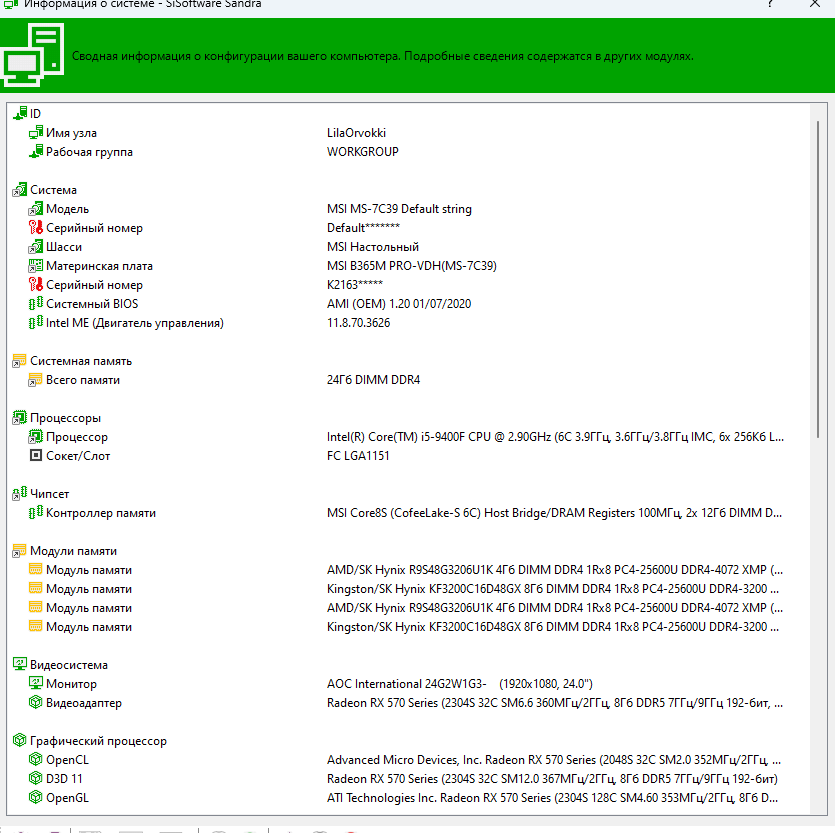 Информация о системе - SiSoftware Sandra
Сводная информация о конфигурации вашего компьютера. Подробные сведения содержатся в других модулях.
ID
Имя узла LilaOrvokki
Рабочая группа WORKGROUP
Система
Модель MSI MS-7C39 Default string
Серийный номер Default*******
Шасси MSI Настольный
Материнская плата MSI B365M PRO-VDH(MS-7C39)
Серийный номер K2163*****
Системный BIOS AMI (OEM) 1.20 01/07/2020
Intel ME (Двигатель управления) 11.8.70.3626
Системная память
Всего памяти 24Гб DIMM DDR4
Процессоры
Процессор Intel(R) Core(TM) i5-9400F CPU @ 2.90GHz (6C 3.9ГГц, 3.6ГГц/3.8ГГц IMC, 6x 256Кб L...
Сокет/Слот FC LGA1151
Чипсет
Контроллер памяти MSI Core8S (CofeeLake-S 6C) Host Bridge/DRAM Registers 100МГц, 2x 12Гб DIMM D...
Модули памяти
Модуль памяти AMD/SK Hynix R9S48G3206U1K 4Гб DIMM DDR4 1Rx8 PC4-25600U DDR4-4072 XMP (...
Модуль памяти Kingston/SK Hynix KF3200C16D48GX 8Гб DIMM DDR4 1Rx8 PC4-25600U DDR4-3200 ...
Модуль памяти AMD/SK Hynix R9S48G3206U1K 4Гб DIMM DDR4 1Rx8 PC4-25600U DDR4-4072 XMP (...
Модуль памяти Kingston/SK Hynix KF3200C16D48GX 8Гб DIMM DDR4 1Rx8 PC4-25600U DDR4-3200 ...
Видеосистема
Монитор AOC International 24G2W1G3- (1920x1080, 24.0")
Видеоадаптер Radeon RX 570 Series (2304S 32C SM6.6 360МГц/2ГГц, 8Гб DDR5 7ГГц/9ГГц 192-бит, ...
Графический процессор
OpenCL Advanced Micro Devices, Inc. Radeon RX 570 Series (2048S 32C SM2.0 352МГц/2ГГц, ...
D3D 11 Radeon RX 570 Series (2304S 32C SM12.0 367МГц/2ГГц, 8Гб DDR5 7ГГц/9ГГц 192-бит)
OpenGL ATI Technologies Inc. Radeon RX 570 Series (2304S 128C SM4.60 353МГц/2ГГц, 8Гб D...